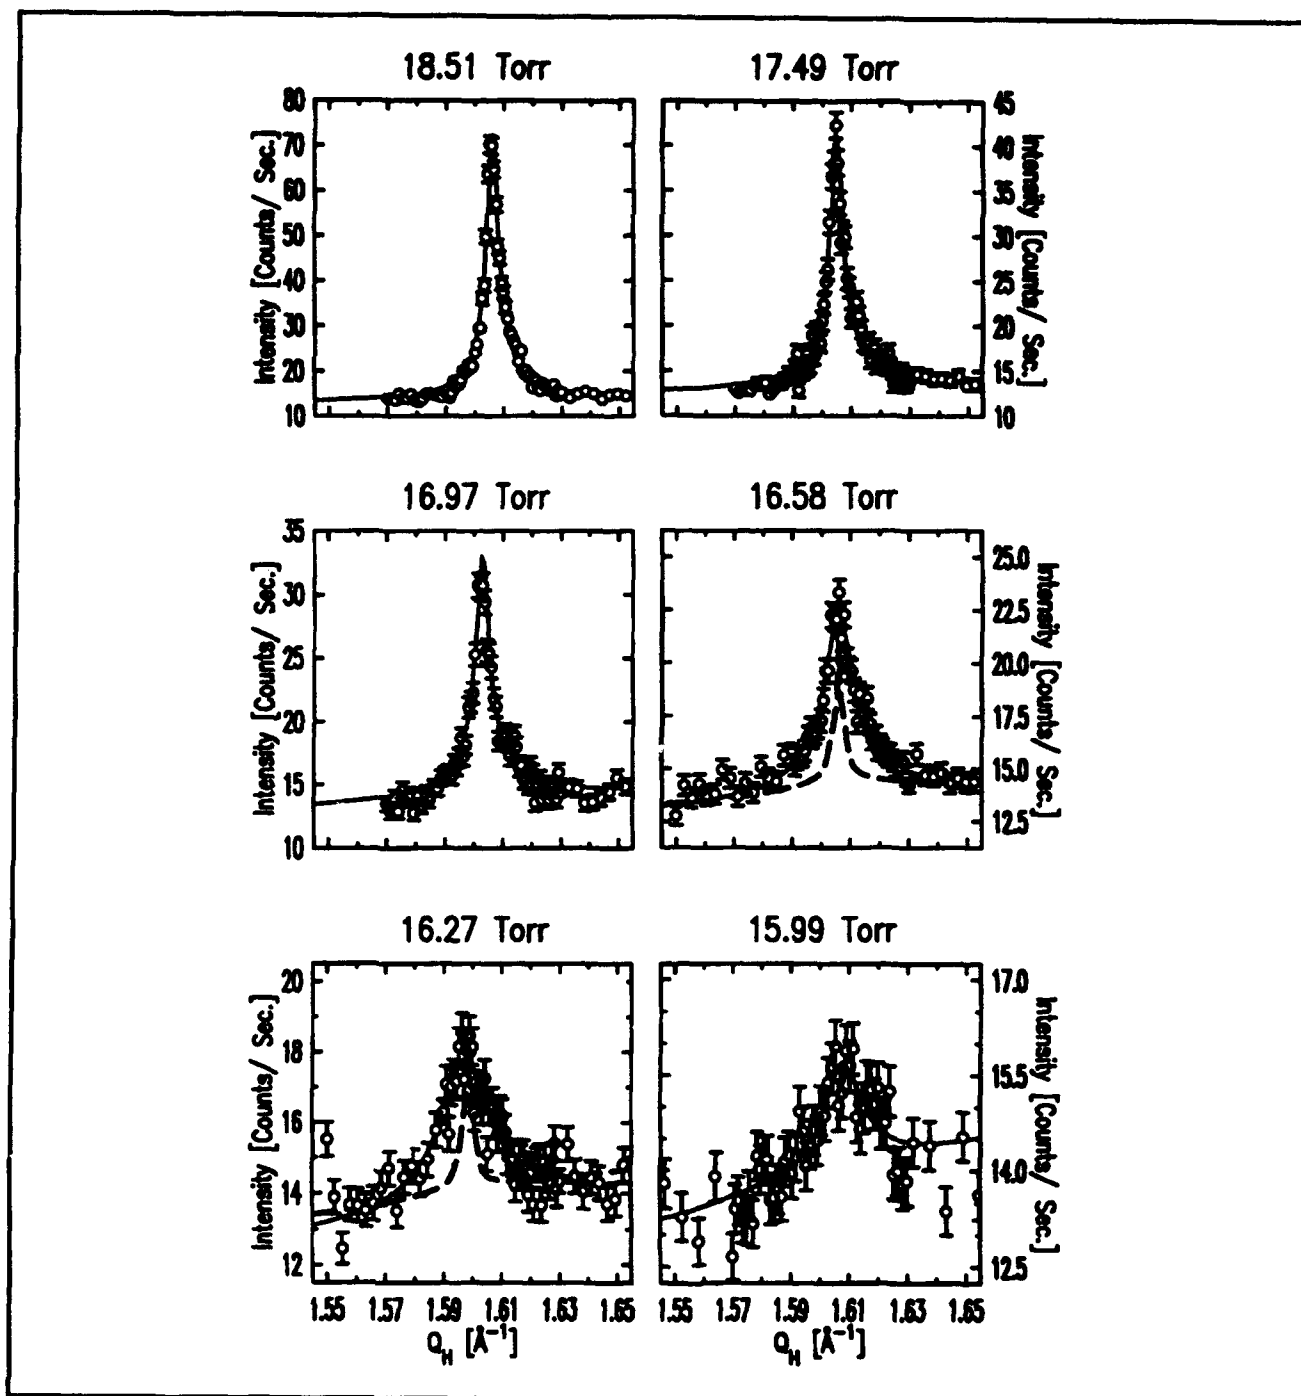 18.51 Torr
17.49 Torr
Intensity [Counts/ Sec.]
80
70
60
50
40
30
20
10
45
40
35
30
25
20
15
10
Intensity [Counts/ Sec.]
16.97 Torr
16.58 Torr
Intensity [Counts/ Sec.]
35
30
25
20
15
10
25.0
22.5
20.0
17.5
15.0
12.5
Intensity [Counts/ Sec.]
16.27 Torr
15.99 Torr
Intensity [Counts/ Sec.]
20
18
16
14
12
17.0
15.5
14.0
12.5
Intensity [Counts/ Sec.]
1.55 1.57 1.59 1.61 1.63 1.65
1.55 1.57 1.59 1.61 1.63 1.65
Q_H [Å⁻¹]
Q_H [Å⁻¹]